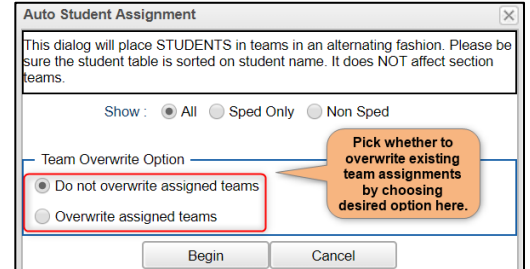 Auto Student Assignment
This dialog will place STUDENTS in teams in an alternating fashion. Please be
sure the student table is sorted on student name. It does NOT affect section
teams.
Show : All Sped Only Non Sped
Team Overwrite Option
Do not overwrite assigned teams
Overwrite assigned teams
Pick whether to
overwrite existing
team assignments
by choosing
desired option here.
Begin Cancel